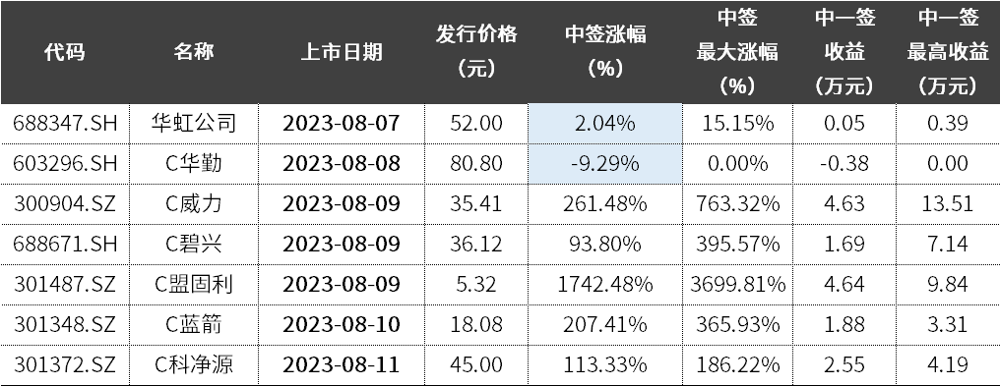 代码 名称 上市日期 发行价格（元） 中签涨幅（%） 中签最大涨幅（%） 中一签收益（万元） 中一签最高收益（万元）
688347.SH 华虹公司 2023-08-07 52.00 2.04% 15.15% 0.05 0.39
603296.SH C华勤 2023-08-08 80.80 -9.29% 0.00% -0.38 0.00
300904.SZ C威力 2023-08-09 35.41 261.48% 763.32% 4.63 13.51
688671.SH C碧兴 2023-08-09 36.12 93.80% 395.57% 1.69 7.14
301487.SZ C盟固利 2023-08-09 5.32 1742.48% 3699.81% 4.64 9.84
301348.SZ C蓝箭 2023-08-10 18.08 207.41% 365.93% 1.88 3.31
301372.SZ C科净源 2023-08-11 45.00 113.33% 186.22% 2.55 4.19